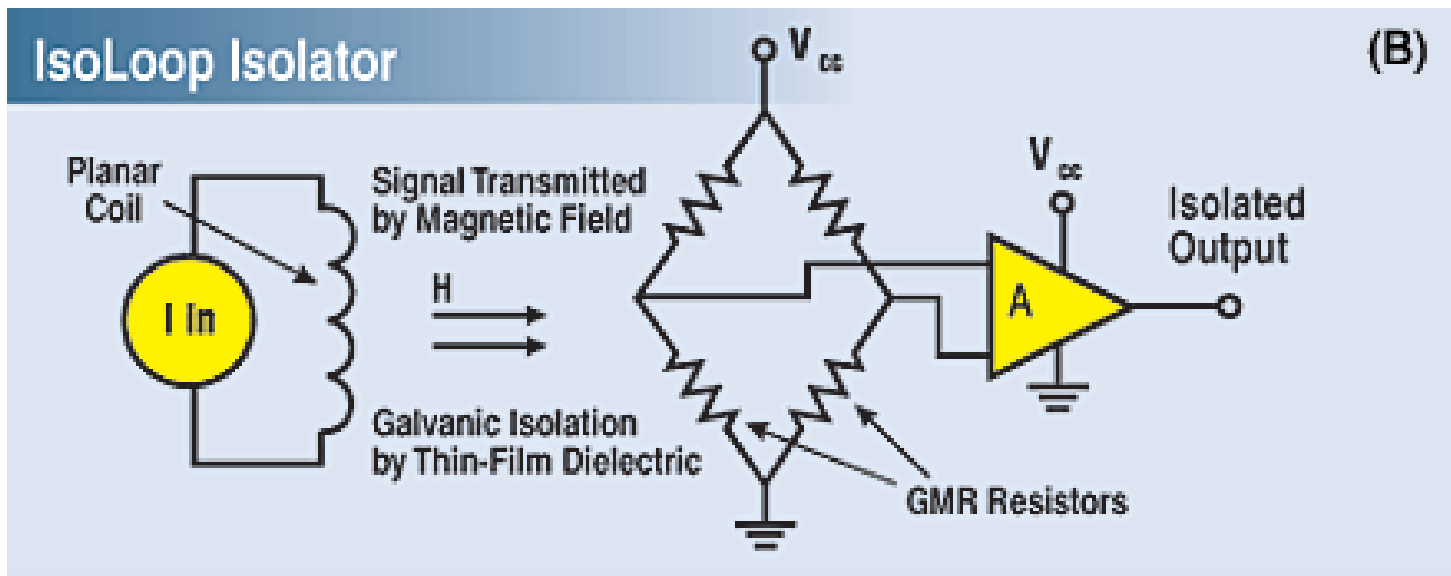 IsoLoop Isolator
(B)
Vcc
Planar
Coil
Signal Transmitted
by Magnetic Field
Vcc
Isolated
Output
H
I In
A
Galvanic Isolation
by Thin-Film Dielectric
GMR Resistors